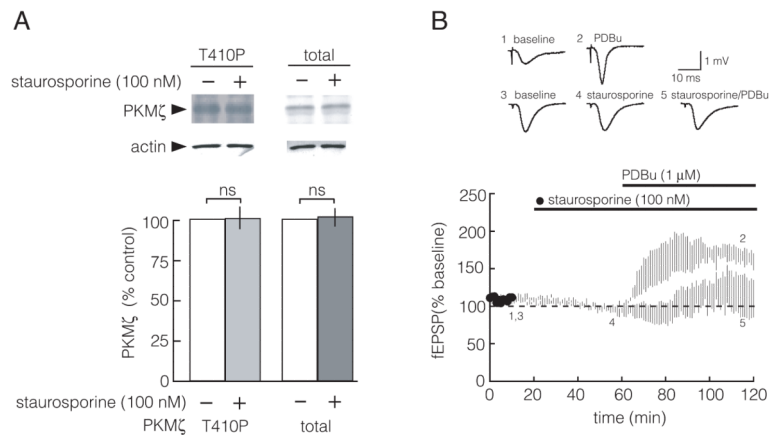 A
T410P
total
staurosporine (100 nM)
− + − +
PKMζ
actin
ns
ns
PKMζ (% control)
100
75
50
25
0
staurosporine (100 nM)
− + − +
PKMζ T410P total
B
1 baseline
2 PDBu
1 mV
10 ms
3 baseline
4 staurosporine
5 staurosporine/PDBu
PDBu (1 μM)
staurosporine (100 nM)
fEPSP(% baseline)
250
200
150
100
50
0
2
1,3
4
5
0 20 40 60 80 100 120
time (min)